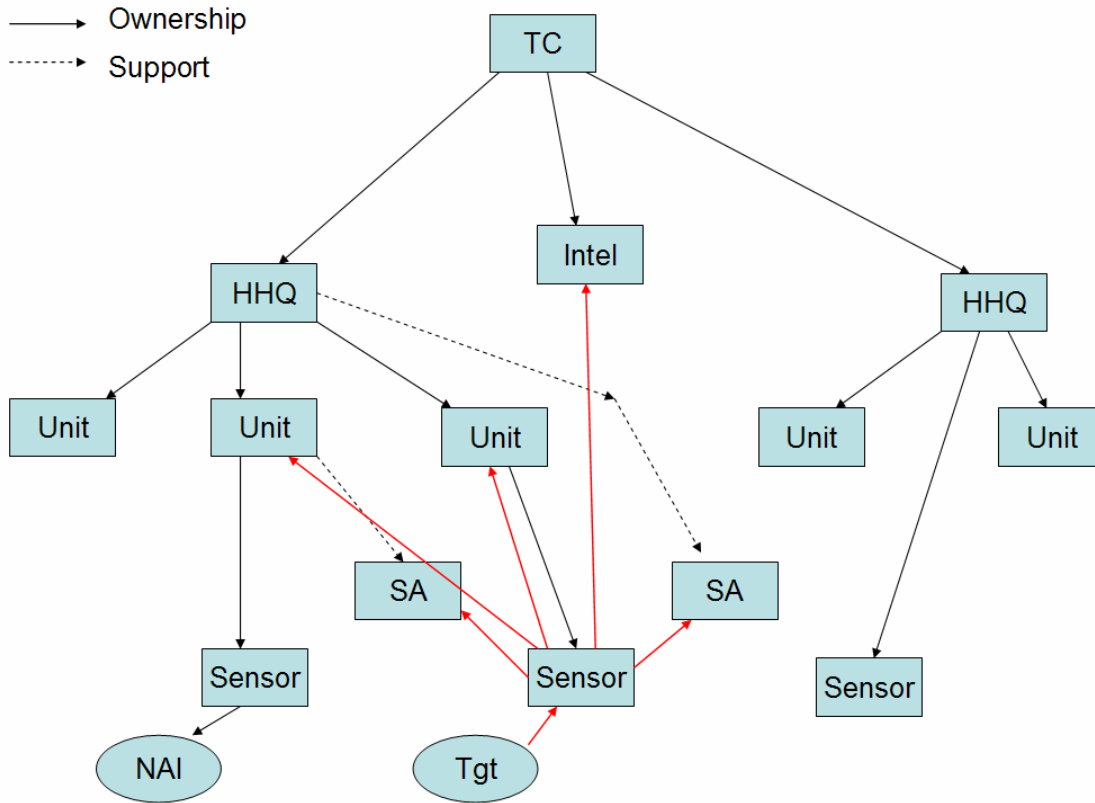 Ownership
Support
TC
Intel
HHQ
HHQ
Unit
Unit
Unit
Unit
Unit
SA
SA
Sensor
Sensor
Sensor
NAI
Tgt